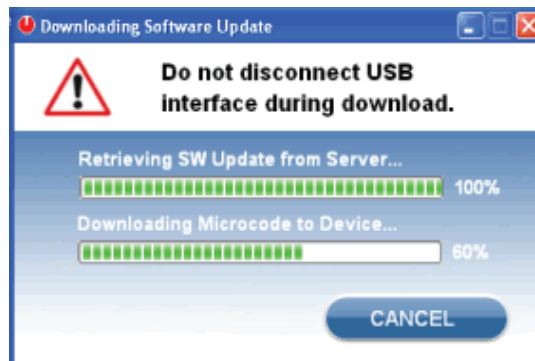 Downloading Software Update
Do not disconnect USB
interface during download.
Retrieving SW Update from Server...
100%
Downloading Microcode to Device...
60%
CANCEL